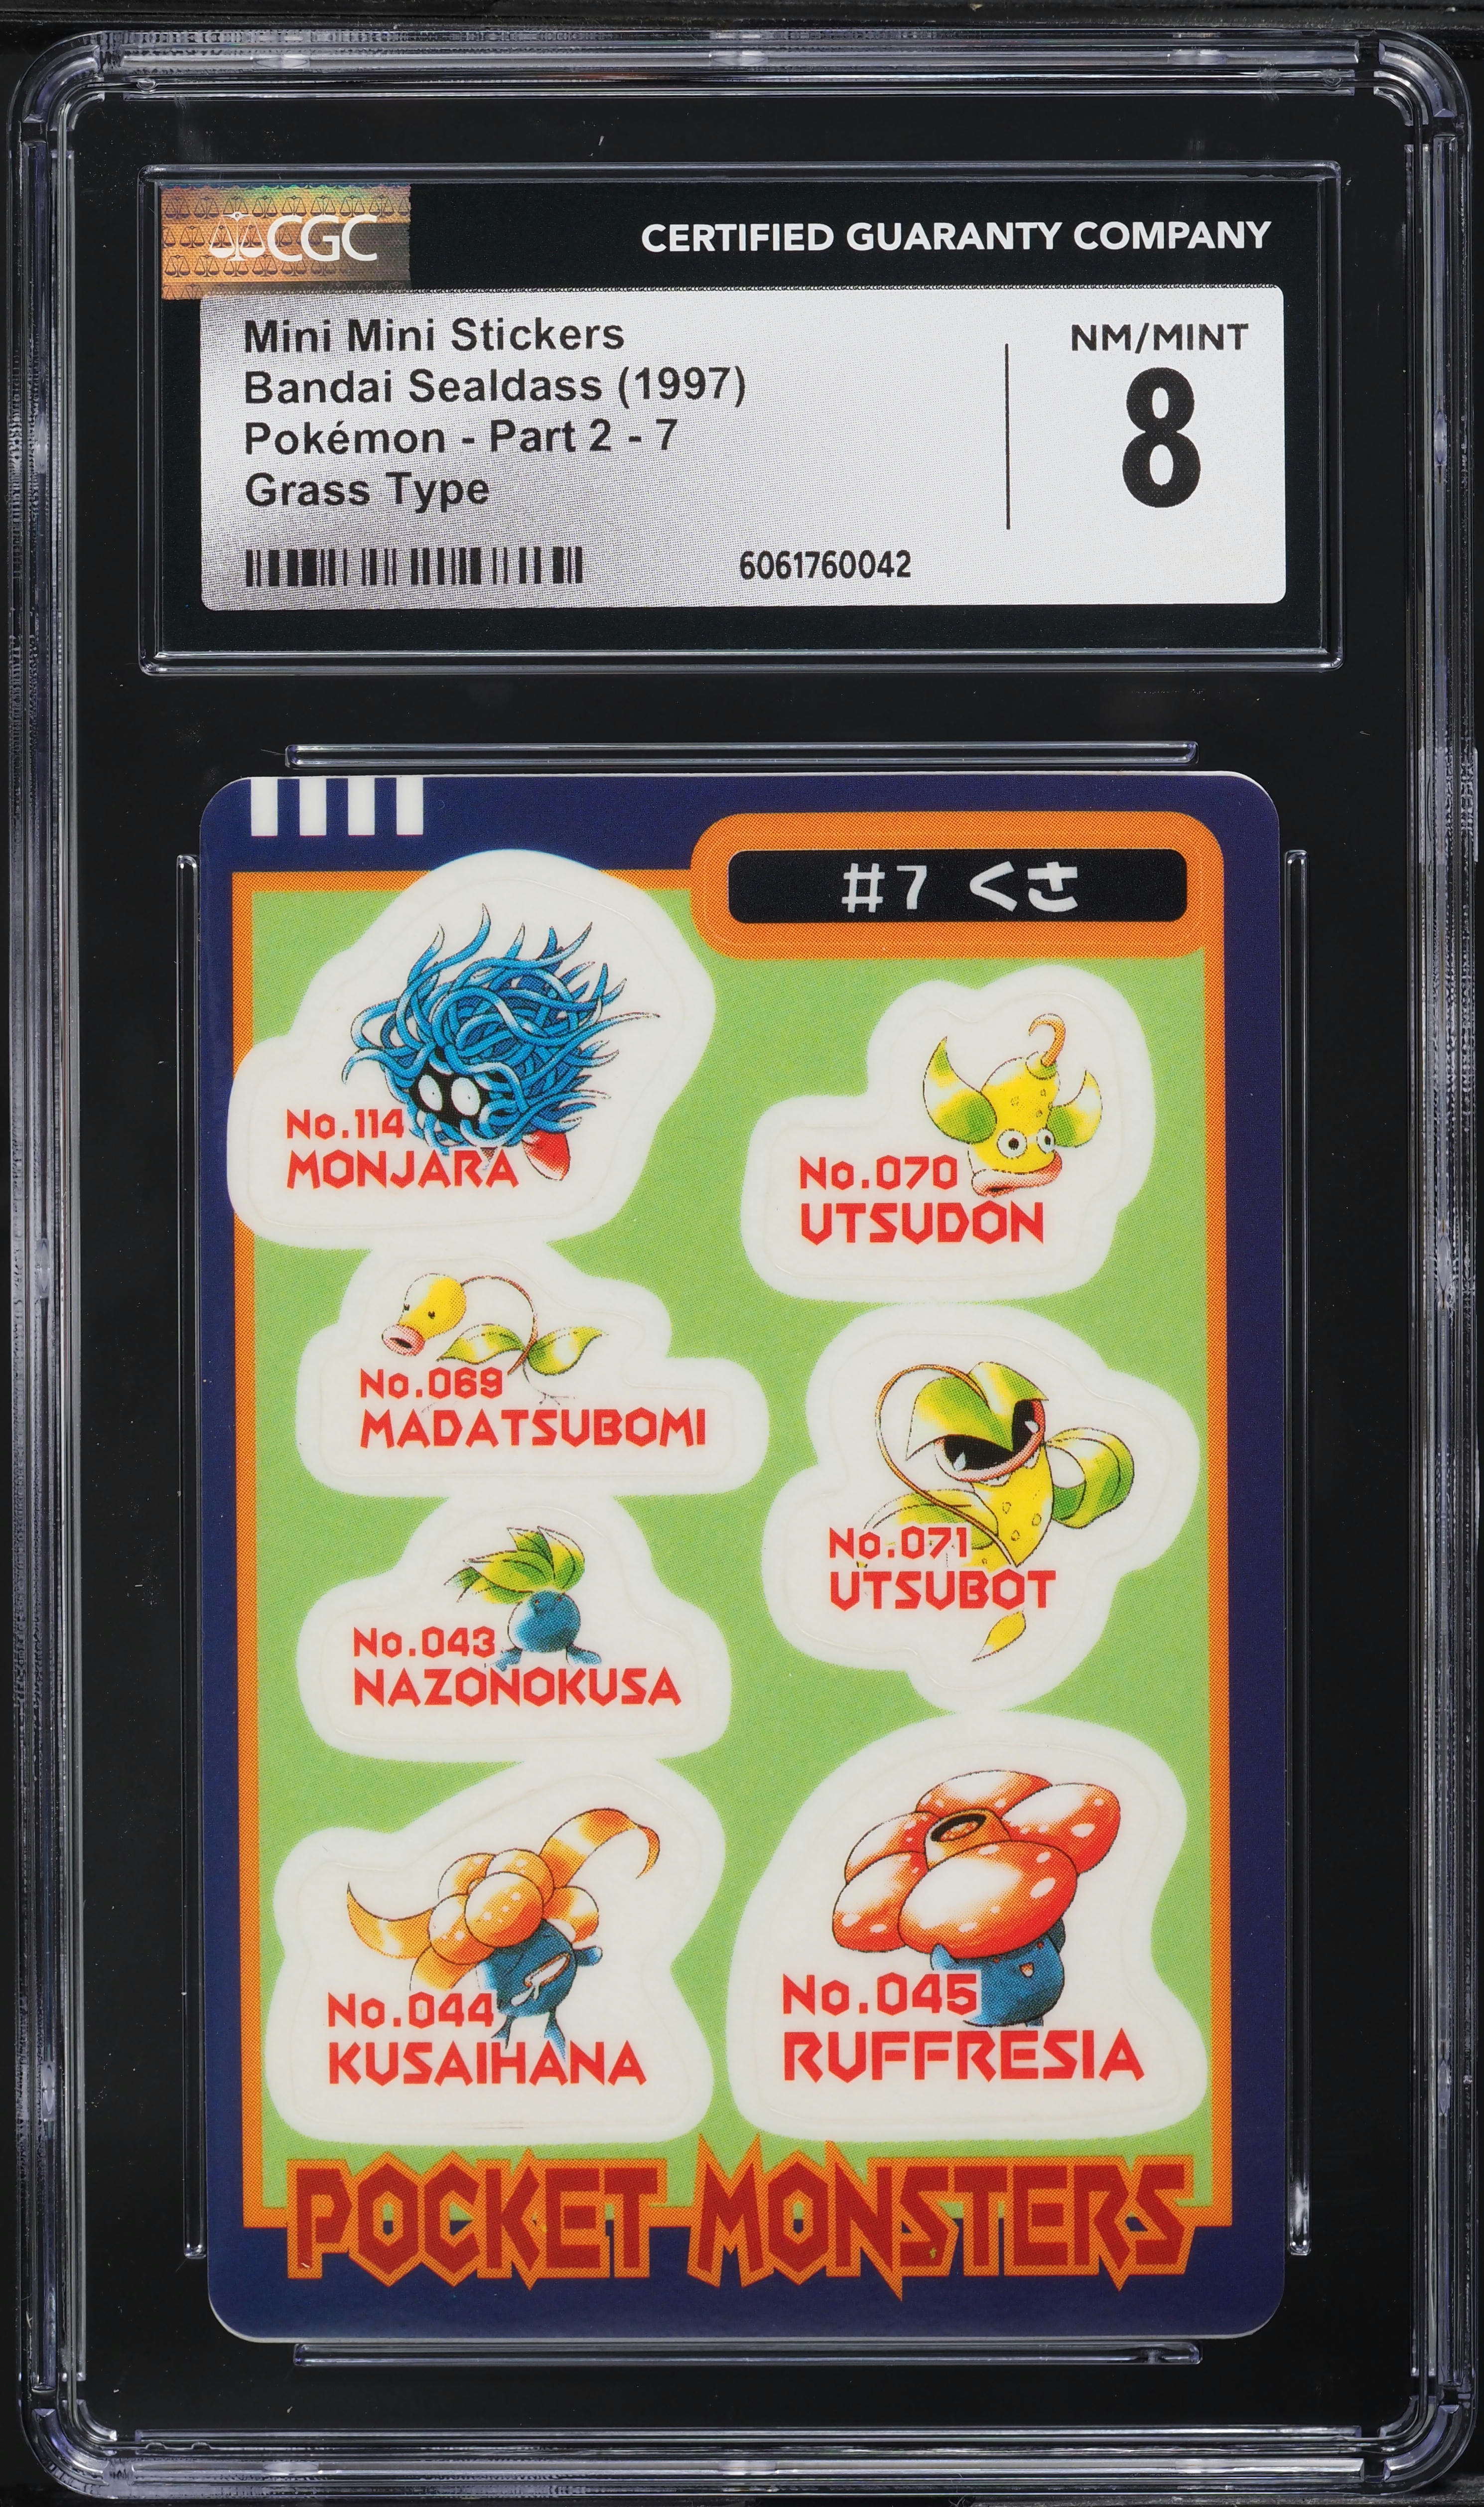 CGC
CERTIFIED GUARANTY COMPANY
Mini Mini Stickers
Bandai Sealdass (1997)
Pokémon - Part 2 - 7
Grass Type
NM/MINT
8
6061760042
#7 くさ
No.114
MONJARA
No.070
UTSUDON
No.069
MADATSUBOMI
No.071
UTSUBOT
No.043
NAZONOKUSA
No.044
KUSAIHANA
No.045
RUFFRESIA
POCKET MONSTERS